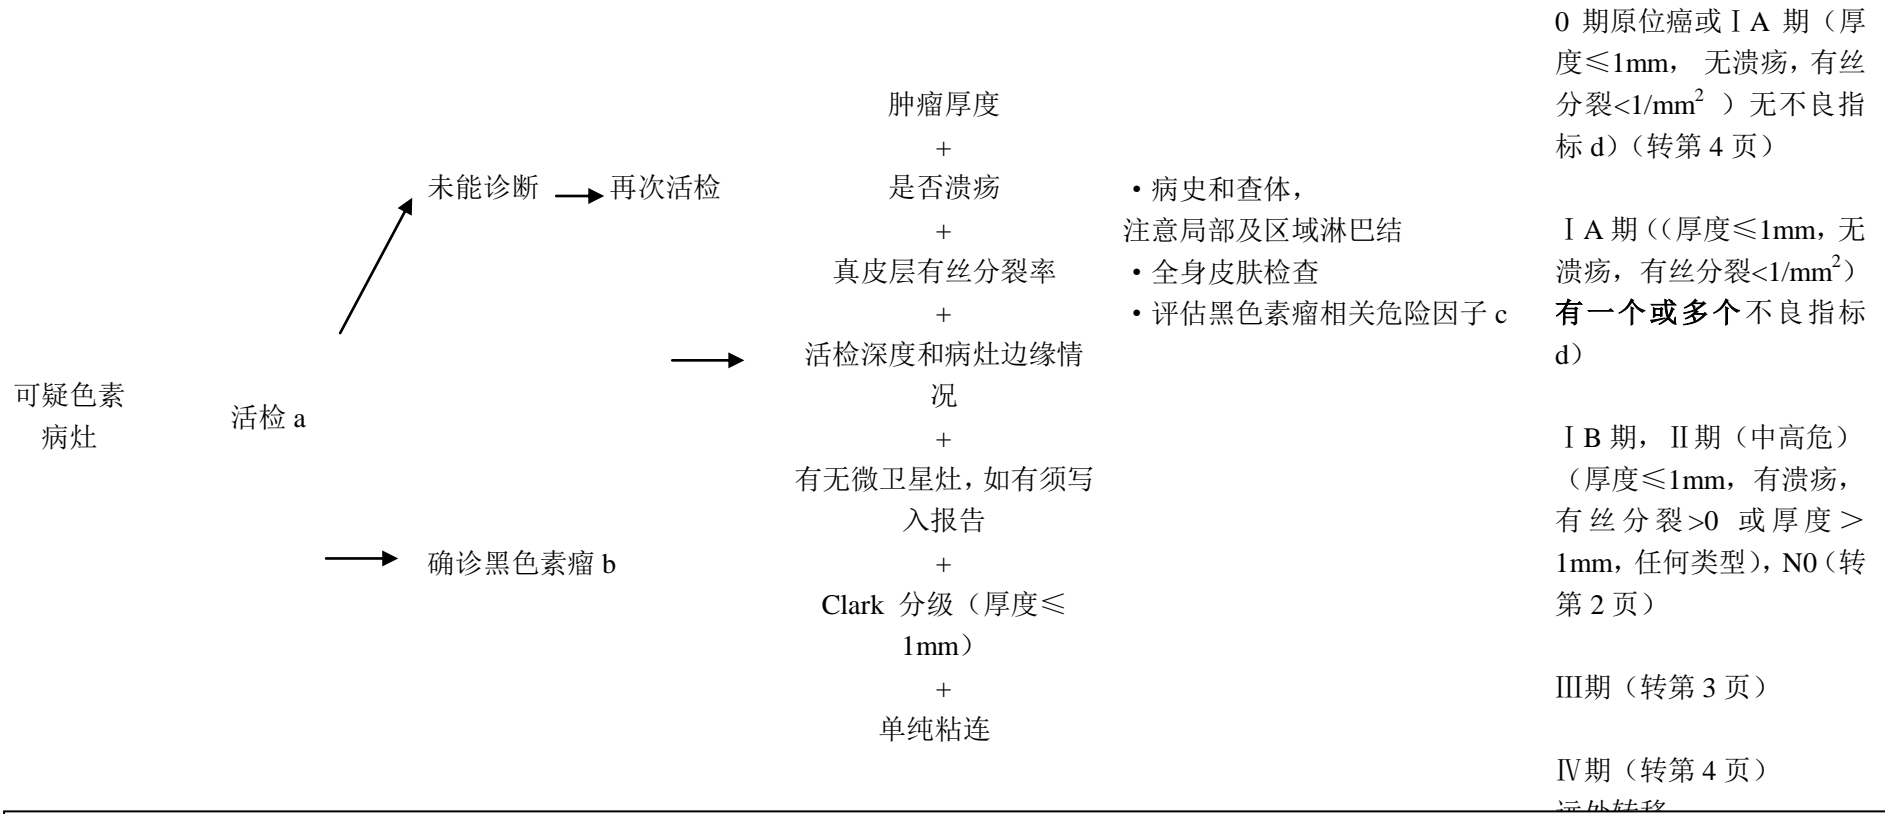 可疑色素
病灶
活检 a
未能诊断
再次活检
确诊黑色素瘤 b
肿瘤厚度
+
是否溃疡
+
真皮层有丝分裂率
+
活检深度和病灶边缘情
况
+
有无微卫星灶，如有须写
入报告
+
Clark 分级（厚度≤
1mm）
+
单纯粘连
·病史和查体，
注意局部及区域淋巴结
·全身皮肤检查
·评估黑色素瘤相关危险因子 c
0 期原位癌或ⅠA 期（厚
度≤1mm， 无溃疡，有丝
分裂<1/mm²）无不良指
标 d）（转第 4 页）
ⅠA 期（（厚度≤1mm，无
溃疡，有丝分裂<1/mm²）
有一个或多个不良指标
d）
ⅠB 期，Ⅱ期（中高危）
（厚度≤1mm，有溃疡，
有丝分裂>0 或厚度＞
1mm，任何类型），N0（转
第 2 页）
Ⅲ期（转第 3 页）
Ⅳ期（转第 4 页）
远处转移